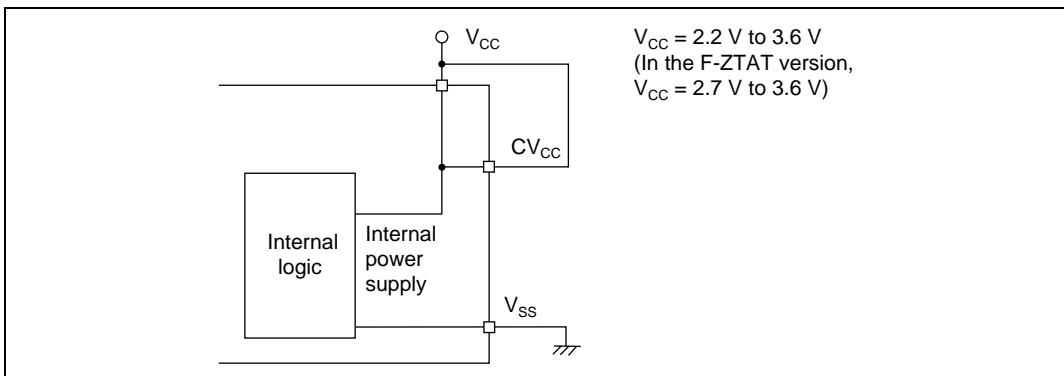 V_CC
V_CC = 2.2 V to 3.6 V
(In the F-ZTAT version,
V_CC = 2.7 V to 3.6 V)
CV_CC
Internal
logic
Internal
power
supply
V_SS